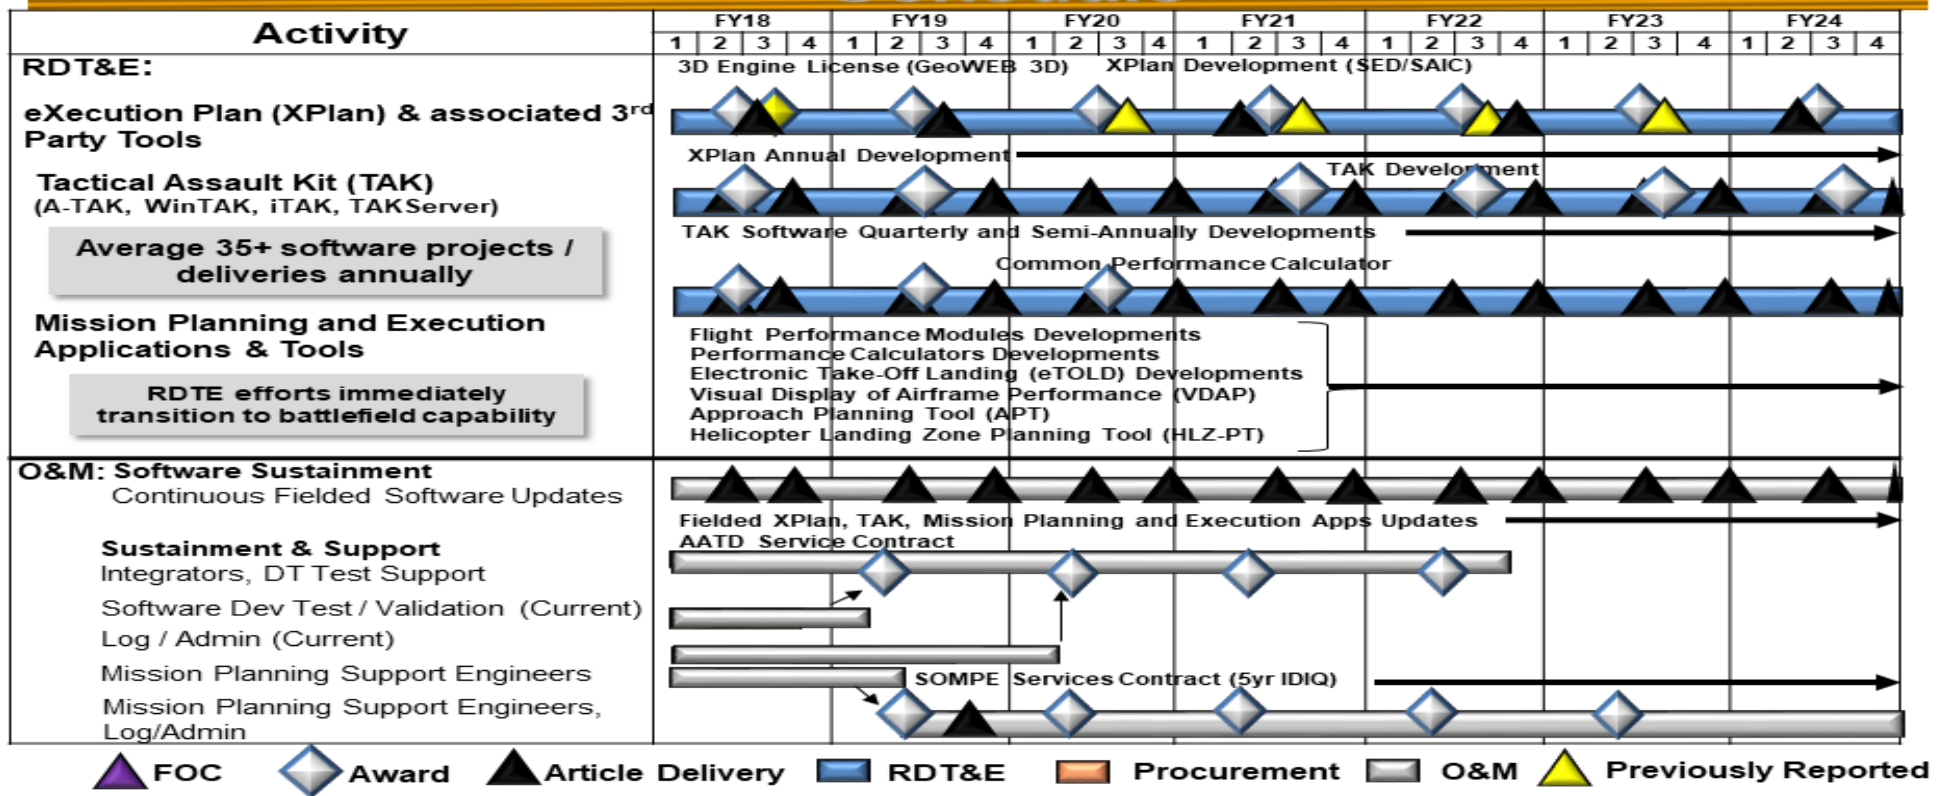 Schedule
Activity
FY18 FY19 FY20 FY21 FY22 FY23 FY24
1 2 3 4 1 2 3 4 1 2 3 4 1 2 3 4 1 2 3 4 1 2 3 4 1 2 3 4
RDT&E:
3D Engine License (GeoWEB 3D) XPlan Development (SED/SAIC)
eXecution Plan (XPlan) & associated 3rd
Party Tools
XPlan Annual Development
TAK Development
Tactical Assault Kit (TAK)
(A-TAK, WinTAK, iTAK, TAKServer)
TAK Software Quarterly and Semi-Annually Developments
Average 35+ software projects /
deliveries annually
Common Performance Calculator
Mission Planning and Execution
Applications & Tools
Flight Performance Modules Developments
Performance Calculators Developments
Electronic Take-Off Landing (eTOLD) Developments
Visual Display of Airframe Performance (VDAP)
Approach Planning Tool (APT)
Helicopter Landing Zone Planning Tool (HLZ-PT)
RDTE efforts immediately
transition to battlefield capability
O&M: Software Sustainment
Continuous Fielded Software Updates
Fielded XPlan, TAK, Mission Planning and Execution Apps Updates
AATD Service Contract
Sustainment & Support
Integrators, DT Test Support
Software Dev Test / Validation (Current)
Log / Admin (Current)
Mission Planning Support Engineers
SOMPE Services Contract (5yr IDIQ)
Mission Planning Support Engineers,
Log/Admin
FOC Award Article Delivery RDT&E Procurement O&M Previously Reported